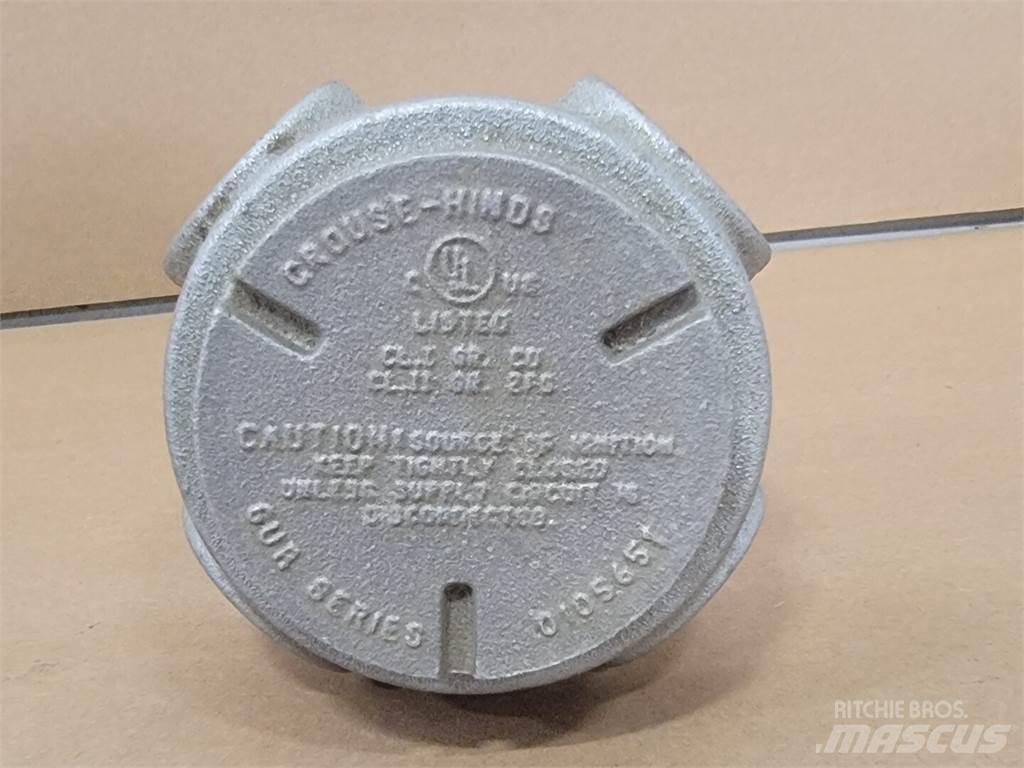 CROUSE-HINDS
C UL US
LISTED
CL.I GR. CD
CL.II GR. EFG
CAUTION! SOURCE OF IGNITION.
KEEP TIGHTLY CLOSED
UNLESS SUPPLY CIRCUIT IS
DISCONNECTED.
GUA SERIES
RITCHIE BROS.
MASCUS